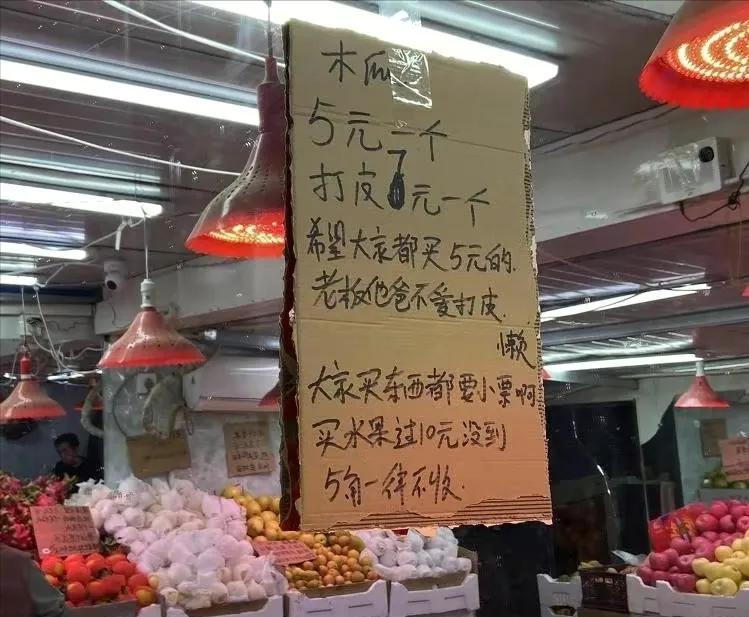 木瓜
5元一个
打皮7元一个
希望大家都买5元的.
老板他爸不爱打皮.
懒
大家买东西都要小票啊
买水果过10元没到
5角一律不收.